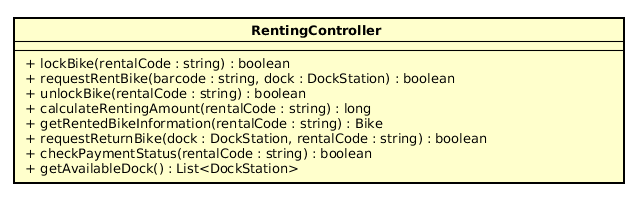 RentingController
+ lockBike(rentalCode : string) : boolean
+ requestRentBike(barcode : string, dock : DockStation) : boolean
+ unlockBike(rentalCode : string) : boolean
+ calculateRentingAmount(rentalCode : string) : long
+ getRentedBikeInformation(rentalCode : string) : Bike
+ requestReturnBike(dock : DockStation, rentalCode : string) : boolean
+ checkPaymentStatus(rentalCode : string) : boolean
+ getAvailableDock() : List<DockStation>